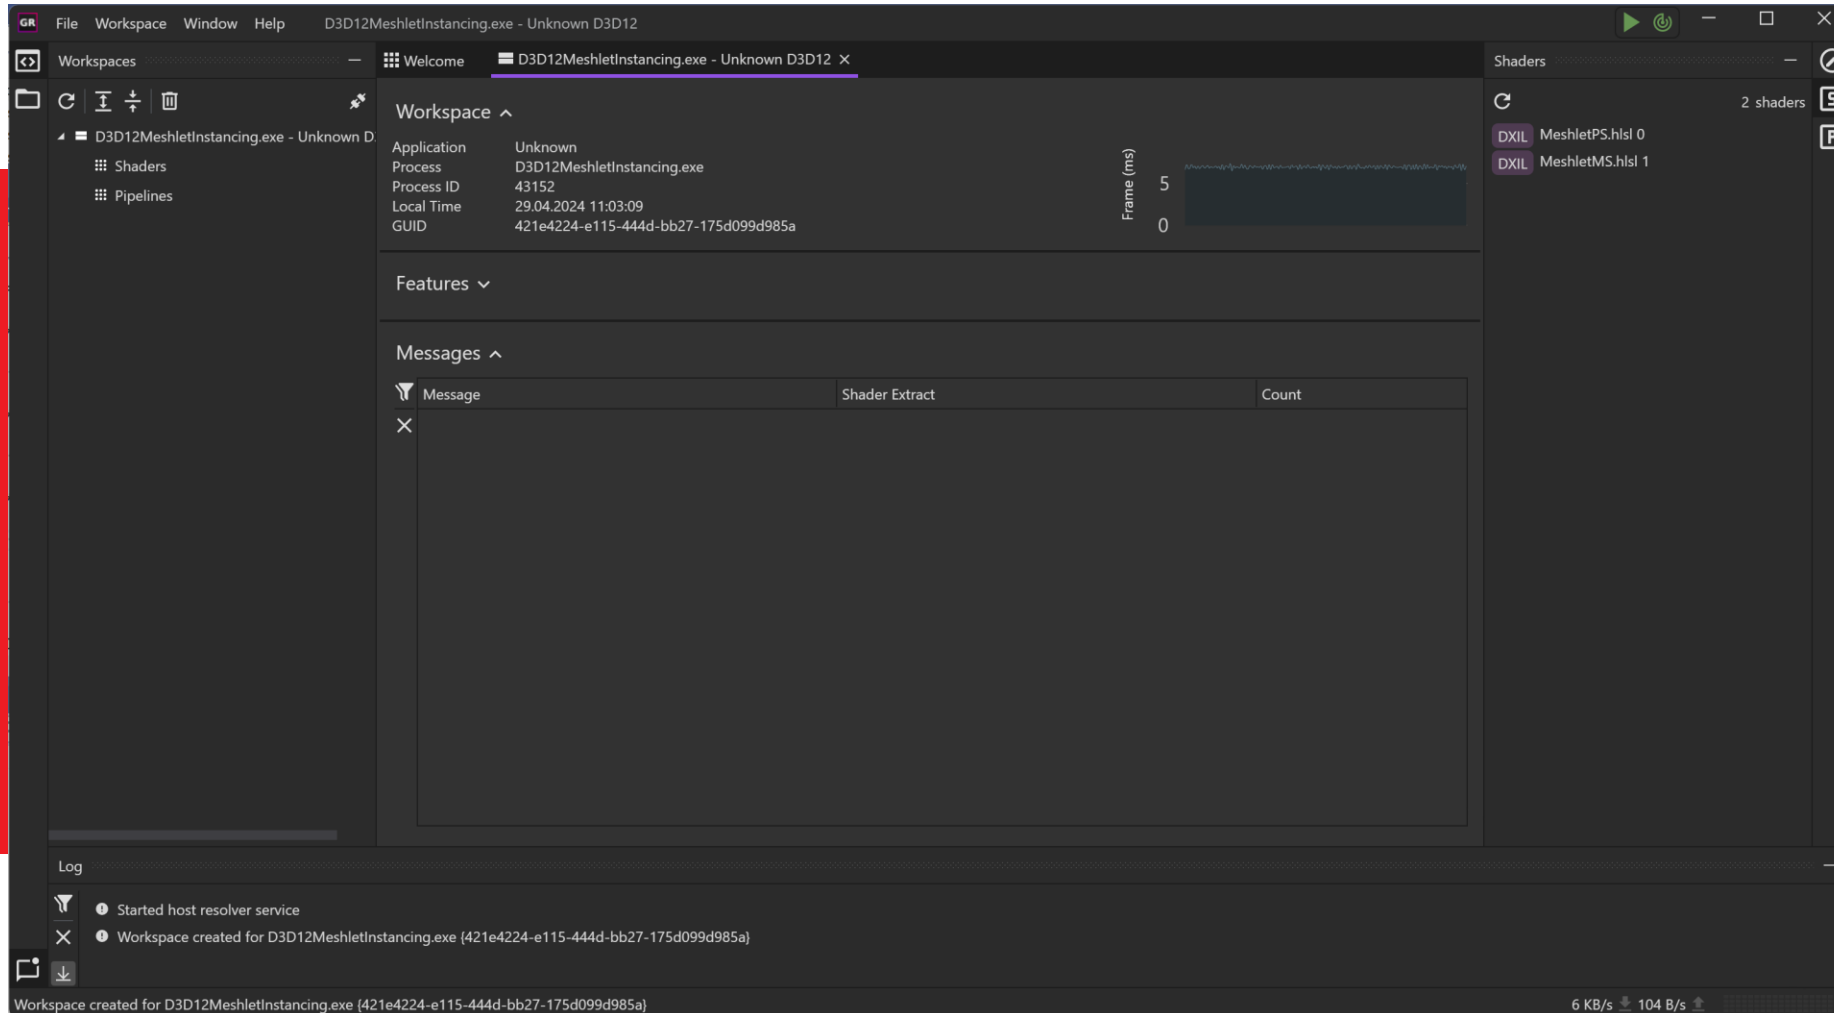 GR File Workspace Window Help D3D12MeshletInstancing.exe - Unknown D3D12
Workspaces
D3D12MeshletInstancing.exe - Unknown D
Shaders
Pipelines
Welcome D3D12MeshletInstancing.exe - Unknown D3D12
Workspace
Application Unknown
Process D3D12MeshletInstancing.exe
Process ID 43152
Local Time 29.04.2024 11:03:09
GUID 421e4224-e115-444d-bb27-175d099d985a
Frame (ms)
5
0
Features
Messages
Message Shader Extract Count
Shaders
2 shaders
DXIL MeshletPS.hlsl 0
DXIL MeshletMS.hlsl 1
Log
Started host resolver service
Workspace created for D3D12MeshletInstancing.exe {421e4224-e115-444d-bb27-175d099d985a}
Workspace created for D3D12MeshletInstancing.exe {421e4224-e115-444d-bb27-175d099d985a}
6 KB/s 104 B/s